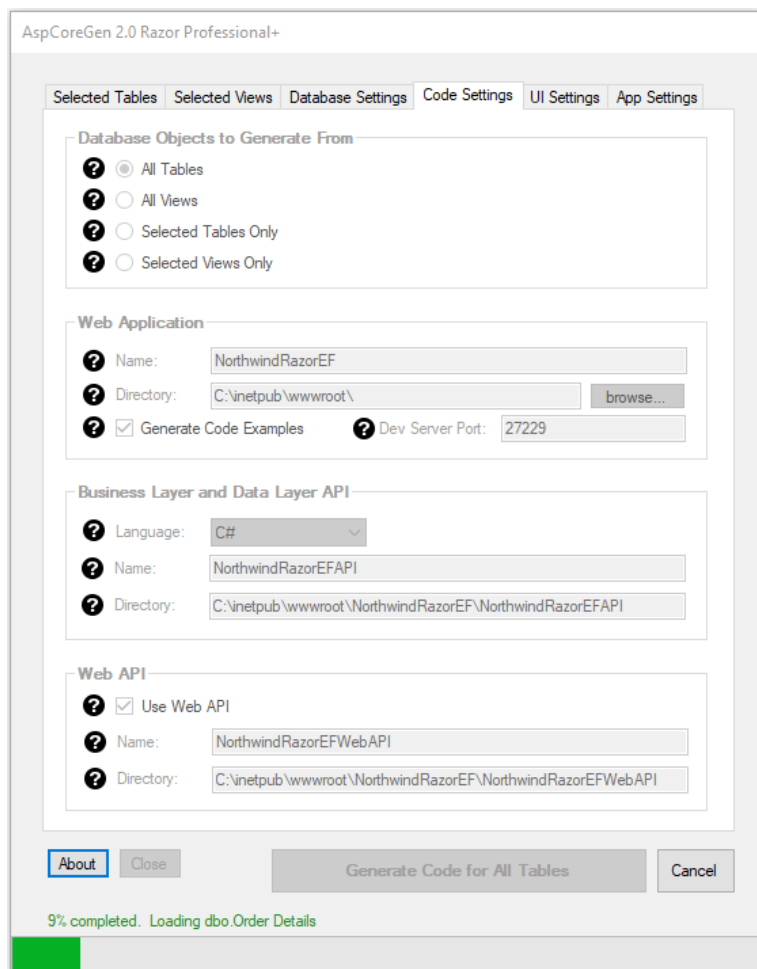 AspCoreGen 2.0 Razor Professional+
Selected Tables Selected Views Database Settings Code Settings UI Settings App Settings
Database Objects to Generate From
? All Tables
? All Views
? Selected Tables Only
? Selected Views Only
Web Application
? Name: NorthwindRazorEF
? Directory: C:\inetpub\wwwroot\ browse...
? Generate Code Examples ? Dev Server Port: 27229
Business Layer and Data Layer API
? Language: C#
? Name: NorthwindRazorEFAPI
? Directory: C:\inetpub\wwwroot\NorthwindRazorEF\NorthwindRazorEFAPI
Web API
? Use Web API
? Name: NorthwindRazorEFWebAPI
? Directory: C:\inetpub\wwwroot\NorthwindRazorEF\NorthwindRazorEFWebAPI
About Close Generate Code for All Tables Cancel
9% completed. Loading dbo.Order Details